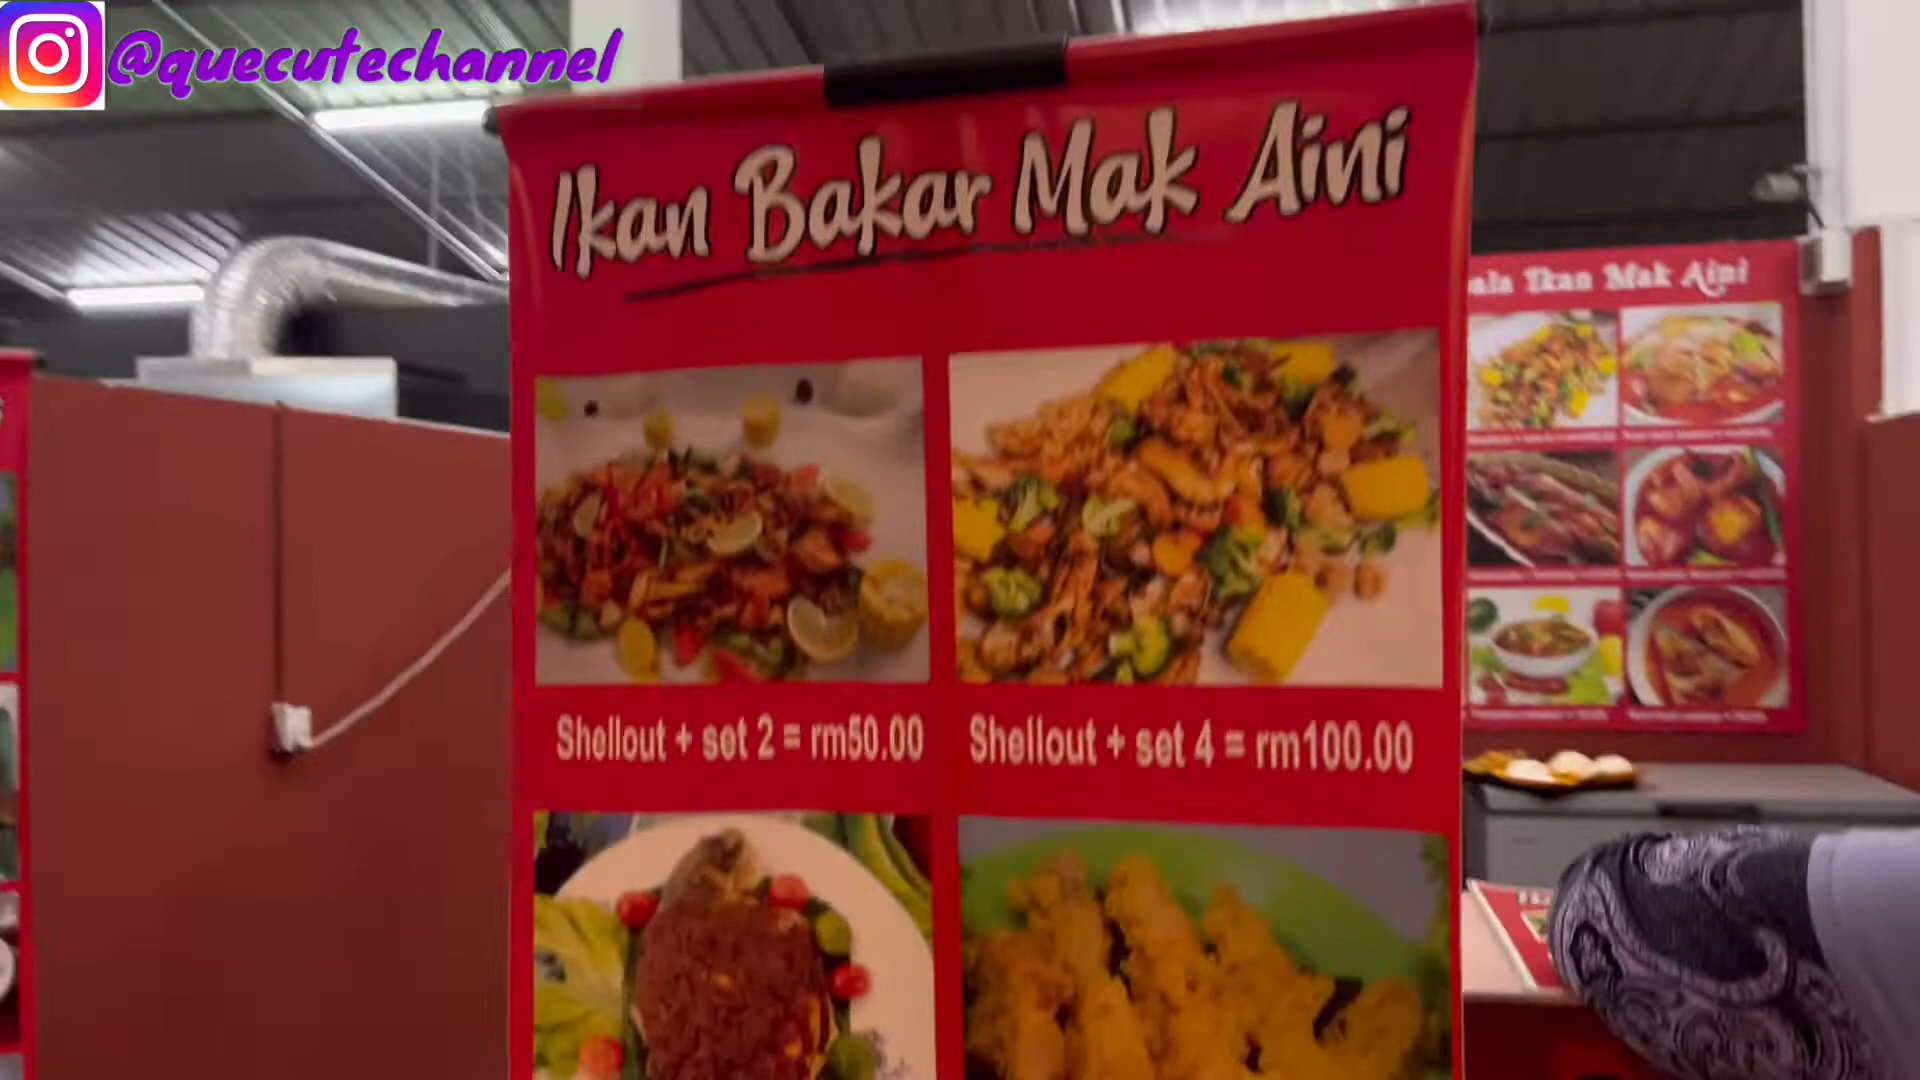 @quecutechannel
Ikan Bakar Mak Aini
Ikan Mak Aini
Shellout + set 2 = rm50.00
Shellout + set 4 = rm100.00